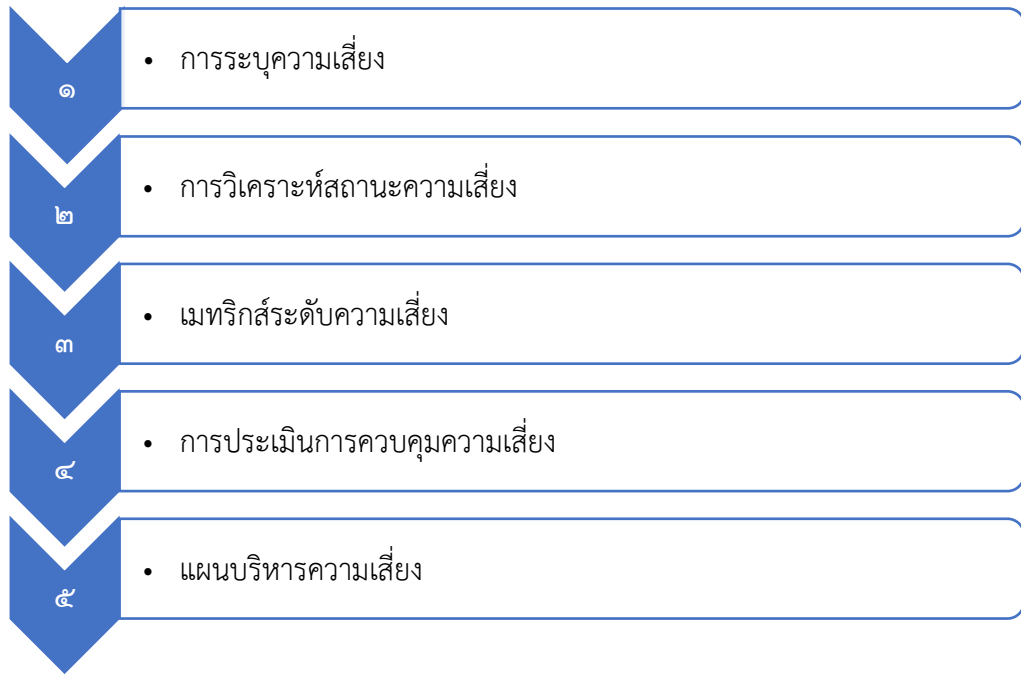 ๑
• การระบุความเสี่ยง
๒
• การวิเคราะห์สถานะความเสี่ยง
๓
• เมทริกส์ระดับความเสี่ยง
๔
• การประเมินการควบคุมความเสี่ยง
๕
• แผนบริหารความเสี่ยง